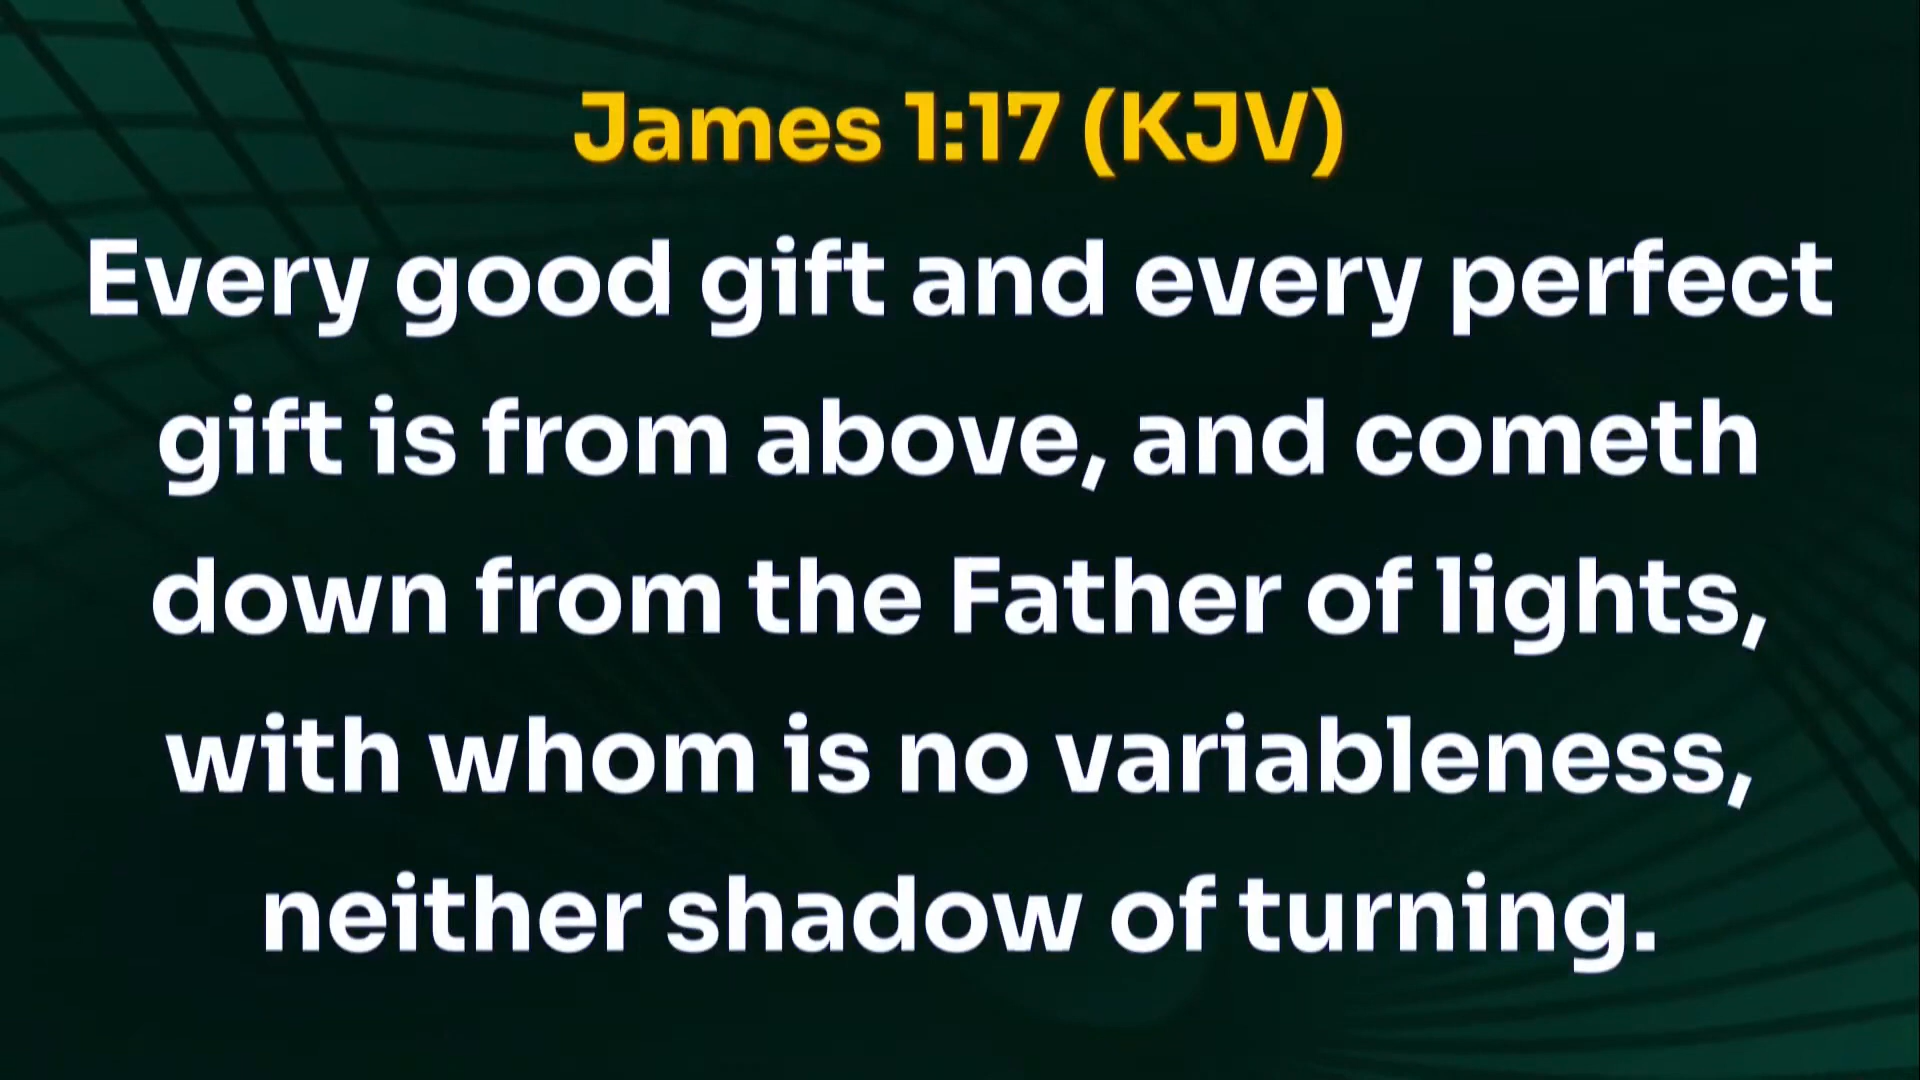 James 1:17 (KJV)
Every good gift and every perfect
gift is from above, and cometh
down from the Father of lights,
with whom is no variableness,
neither shadow of turning.